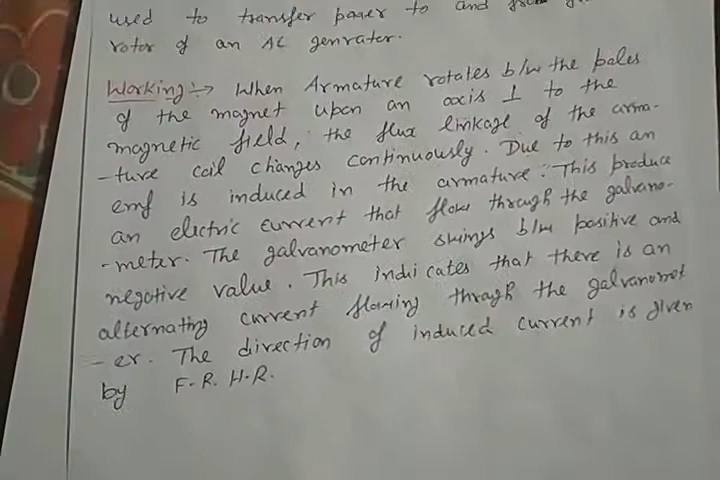 used to transfer power to and from
rotor of an AC genrator.
Working :→ When Armature rotates b/w the poles
of the magnet upon an axis ⊥ to the
magnetic field, the flux linkage of the arma-
-ture coil changes continuously. Due to this an
emf is induced in the armature. This produce
an electric current that flows through the galvano-
-meter. The galvanometer swings b/w positive and
negative value. This indicates that there is an
alternating current flowing through the galvanomet
-er. The direction of induced current is given
by F.R.H.R.